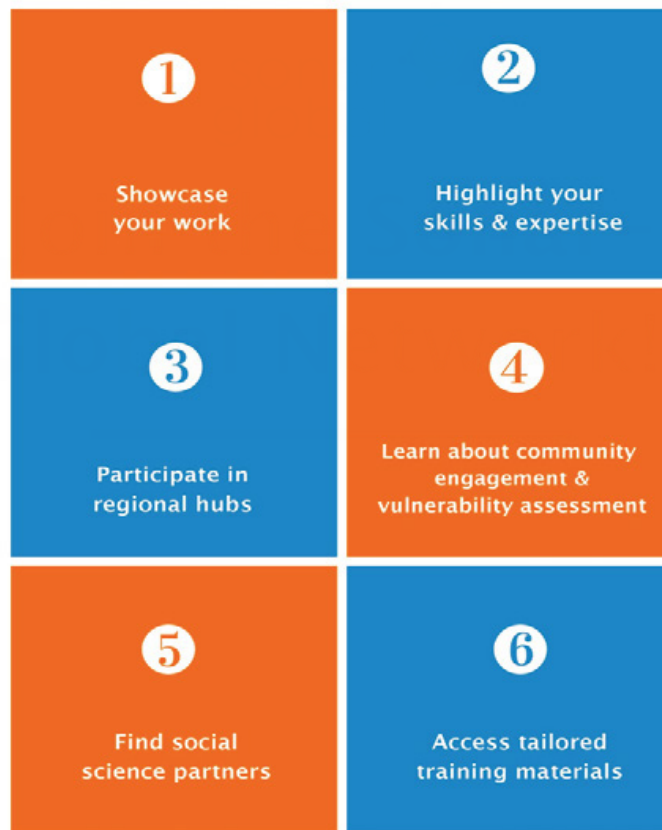 1
Showcase
your work
2
Highlight your
skills & expertise
3
Participate in
regional hubs
4
Learn about community
engagement &
vulnerability assessment
5
Find social
science partners
6
Access tailored
training materials